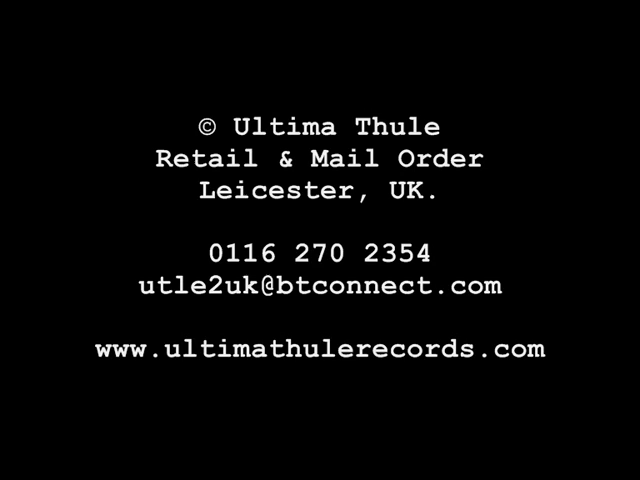 © Ultima Thule
Retail & Mail Order
Leicester, UK.
0116 270 2354
utle2uk@btconnect.com
www.ultimathulerecords.com